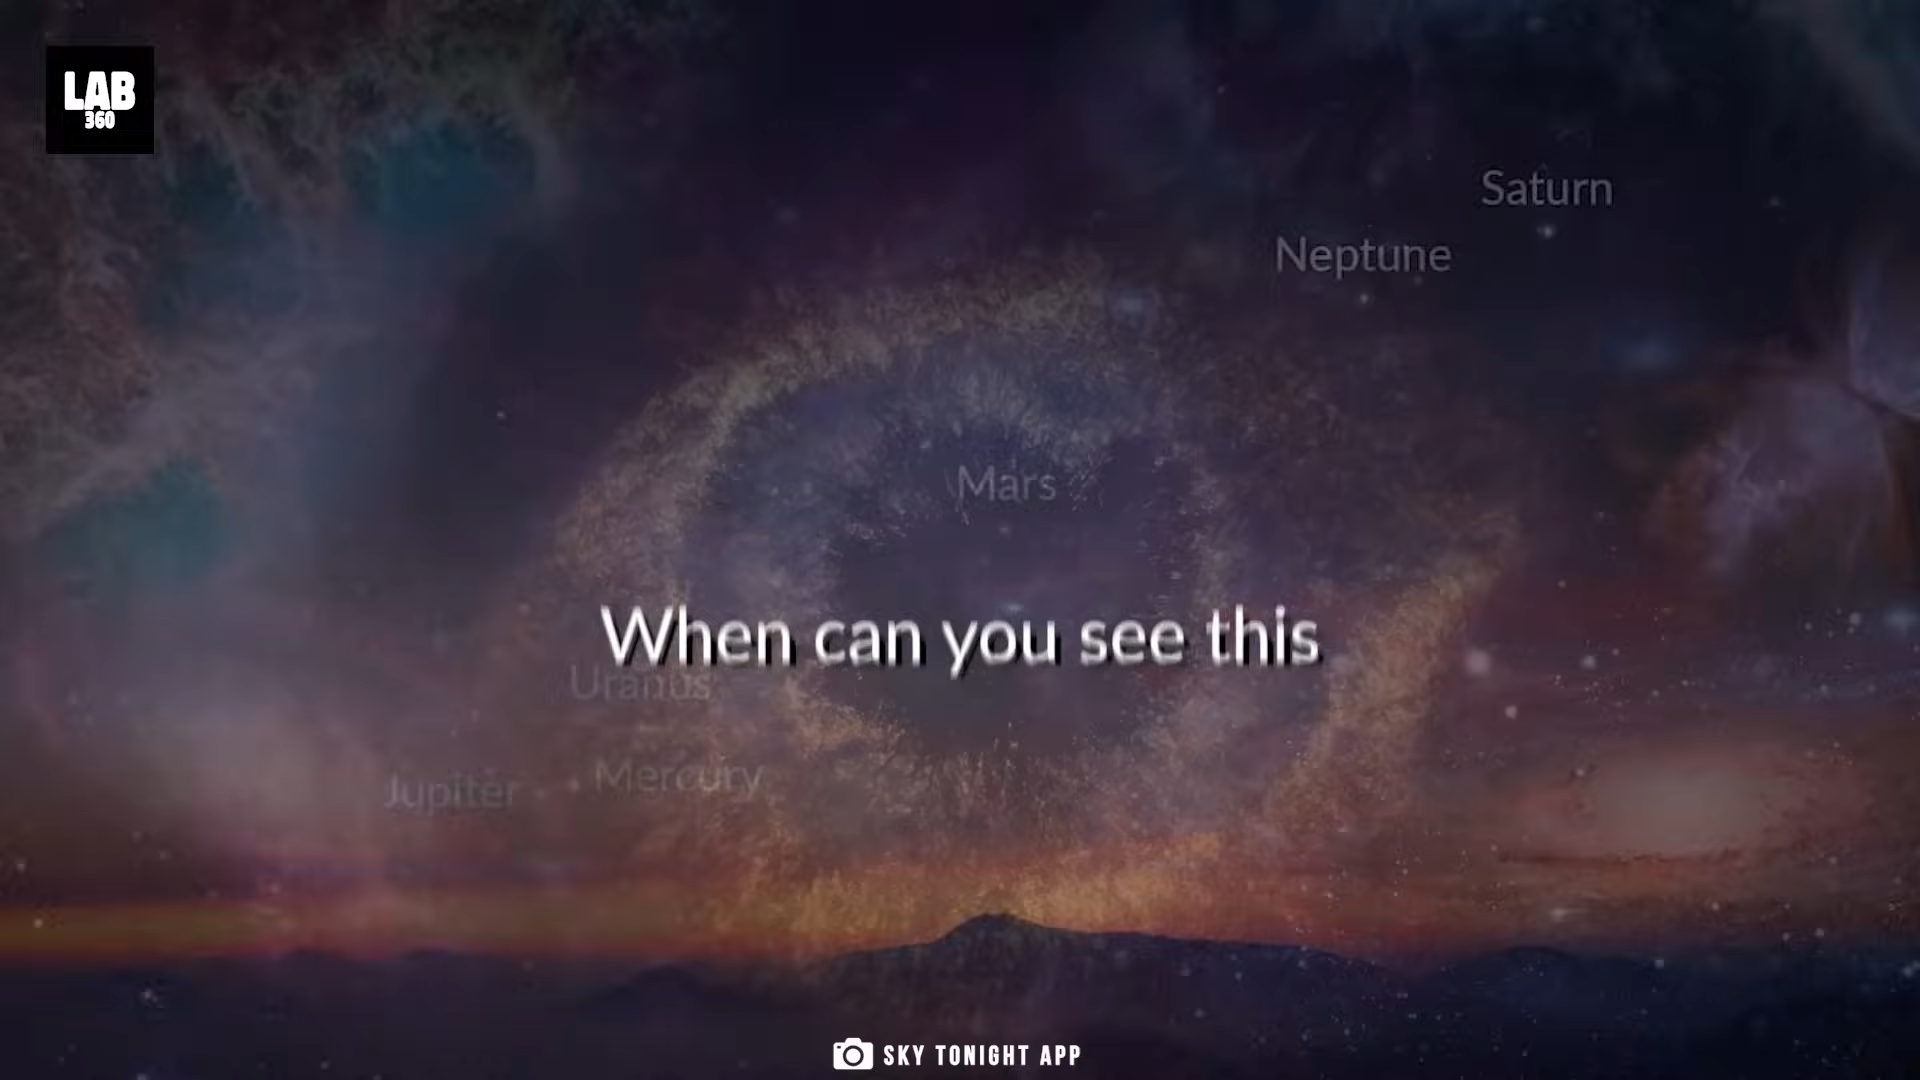 LAB
360
Saturn
Neptune
Mars
When can you see this
Uranus
Mercury
Jupiter
SKY TONIGHT APP